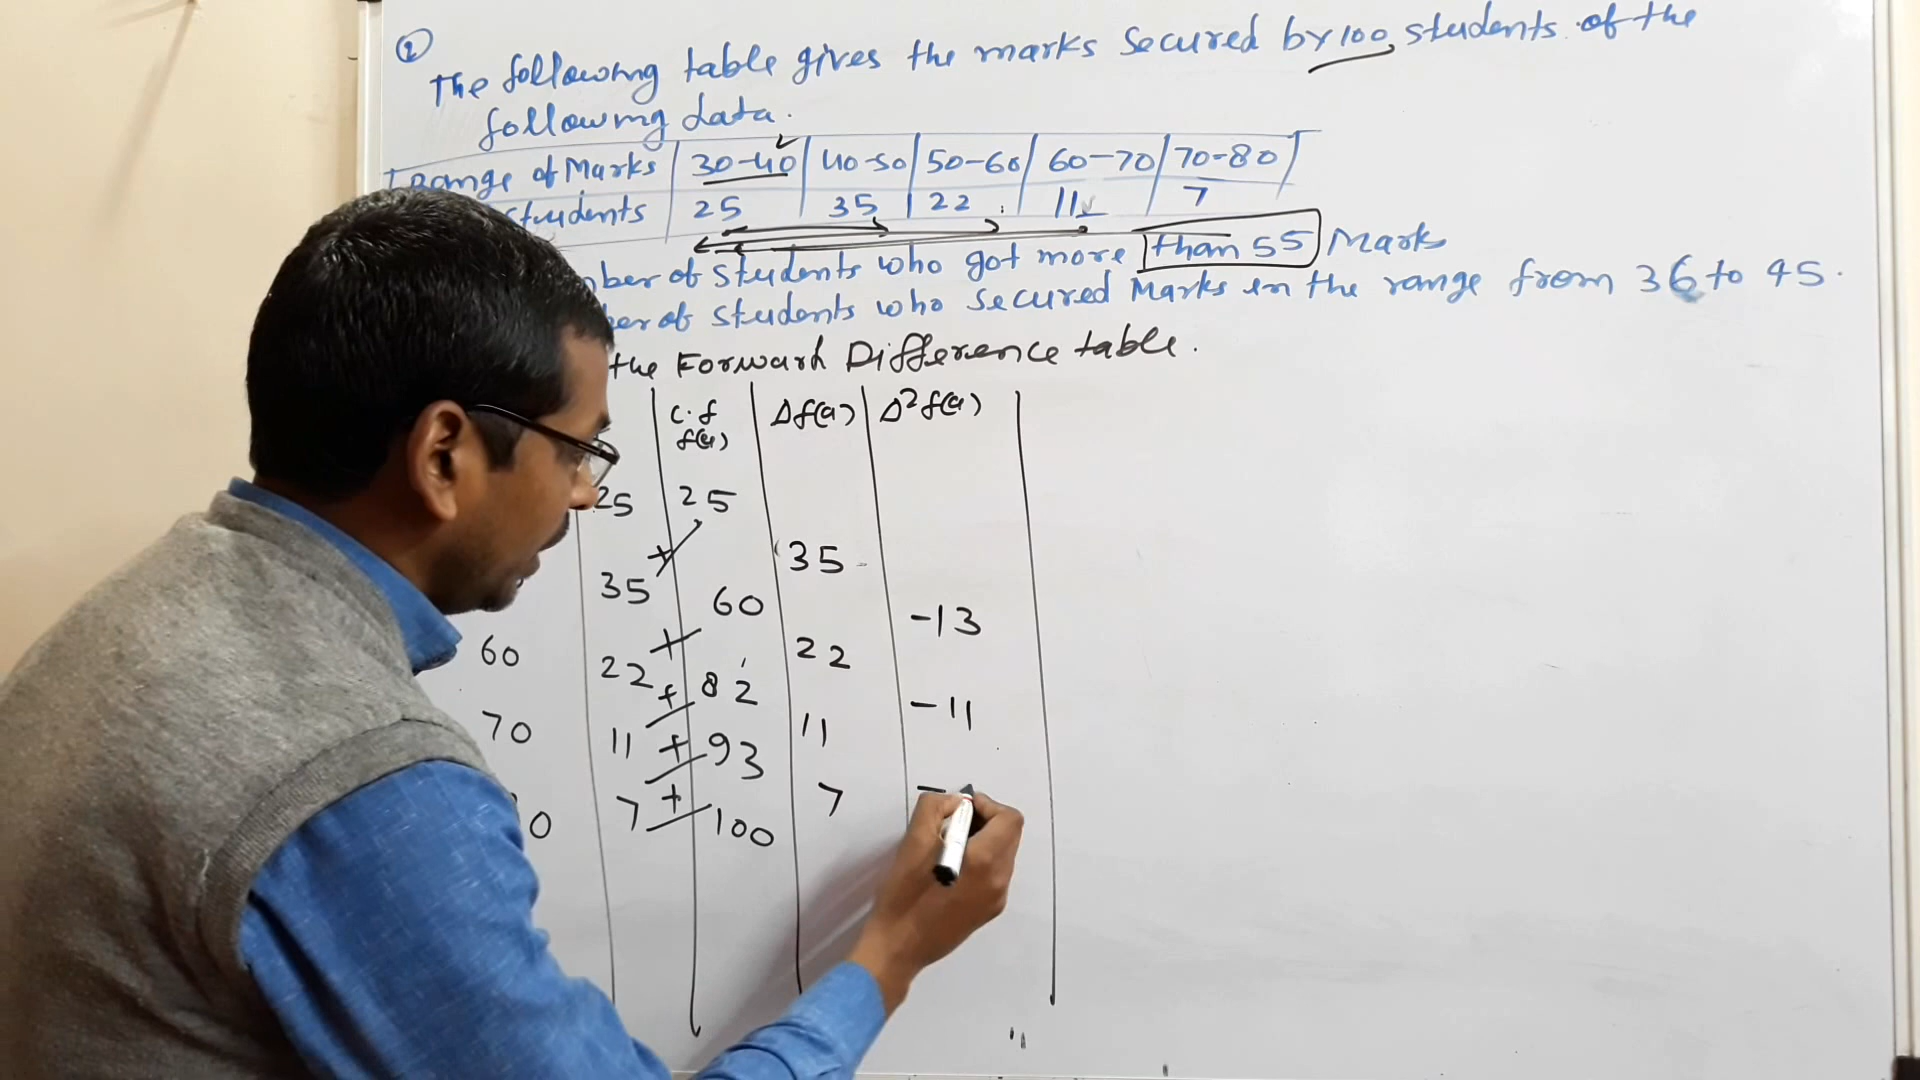 2
The following table gives the marks secured by 100 students of the
following data.
Range of Marks 30-40 40-50 50-60 60-70 70-80
students 25 35 22 11 7
ber of students who got more than 55 Marks
er of students who secured Marks in the range from 36 to 45.
the Forward Difference table.
c.f f(a) Δf(a) Δ²f(a)
25 25
35
35 + 60
-13
60 22 + 82 22
-11
70 11 + 93 11
7 + 100 7 -
0